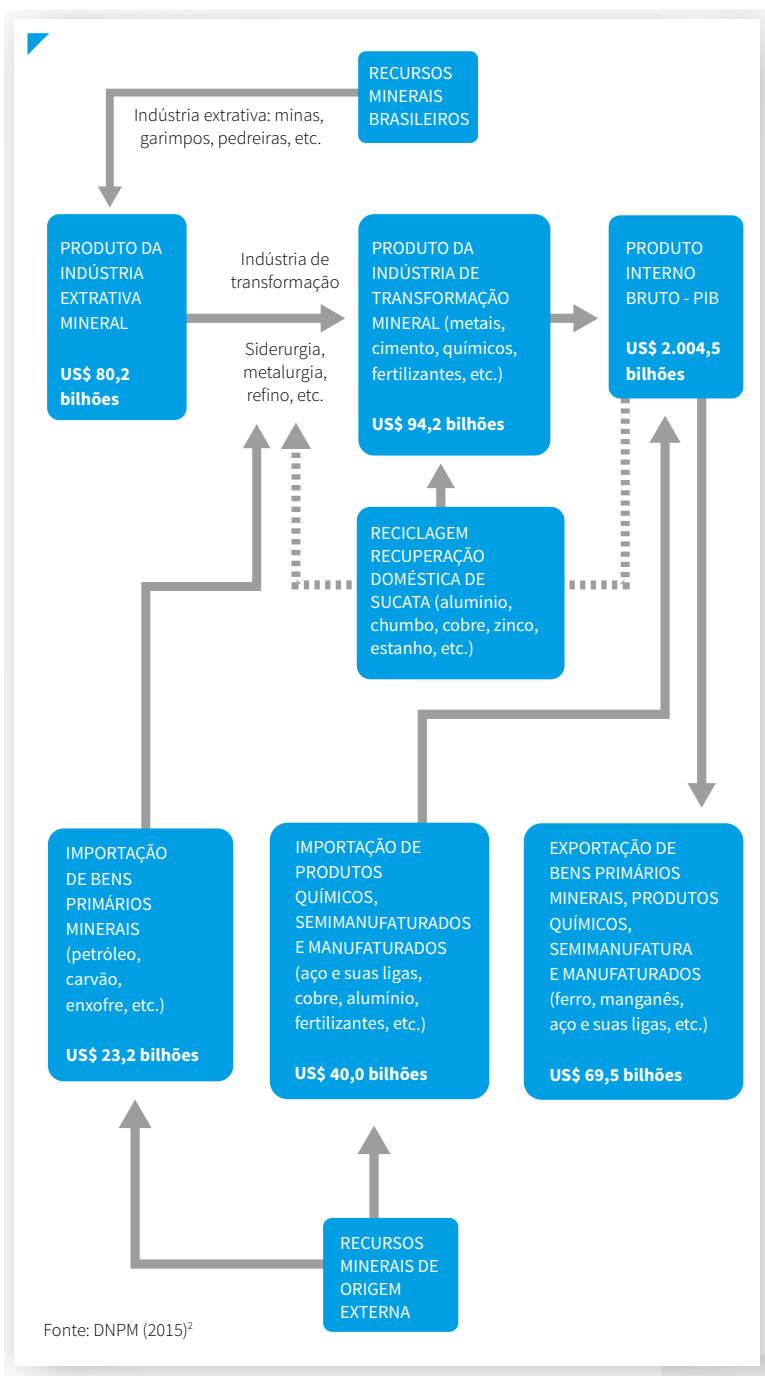 RECURSOS
MINERAIS
BRASILEIROS
Indústria extrativa: minas,
garimpos, pedreiras, etc.
PRODUTO DA
INDÚSTRIA
EXTRATIVA
MINERAL
US$ 80,2
bilhões
Indústria de
transformação
Siderurgia,
metalurgia,
refino, etc.
PRODUTO DA
INDÚSTRIA DE
TRANSFORMAÇÃO
MINERAL (metais,
cimento, químicos,
fertilizantes, etc.)
US$ 94,2 bilhões
PRODUTO
INTERNO
BRUTO - PIB
US$ 2.004,5
bilhões
RECICLAGEM
RECUPERAÇÃO
DOMÉSTICA DE
SUCATA (alumínio,
chumbo, cobre, zinco,
estanho, etc.)
IMPORTAÇÃO
DE BENS
PRIMÁRIOS
MINERAIS
(petróleo,
carvão,
enxofre, etc.)
US$ 23,2 bilhões
IMPORTAÇÃO DE
PRODUTOS
QUÍMICOS,
SEMIMANUFATURADOS
E MANUFATURADOS
(aço e suas ligas,
cobre, alumínio,
fertilizantes, etc.)
US$ 40,0 bilhões
EXPORTAÇÃO DE
BENS PRIMÁRIOS
MINERAIS, PRODUTOS
QUÍMICOS,
SEMIMANUFATURA
E MANUFATURADOS
(ferro, manganês,
aço e suas ligas, etc.)
US$ 69,5 bilhões
RECURSOS
MINERAIS DE
ORIGEM
EXTERNA
Fonte: DNPM (2015)²